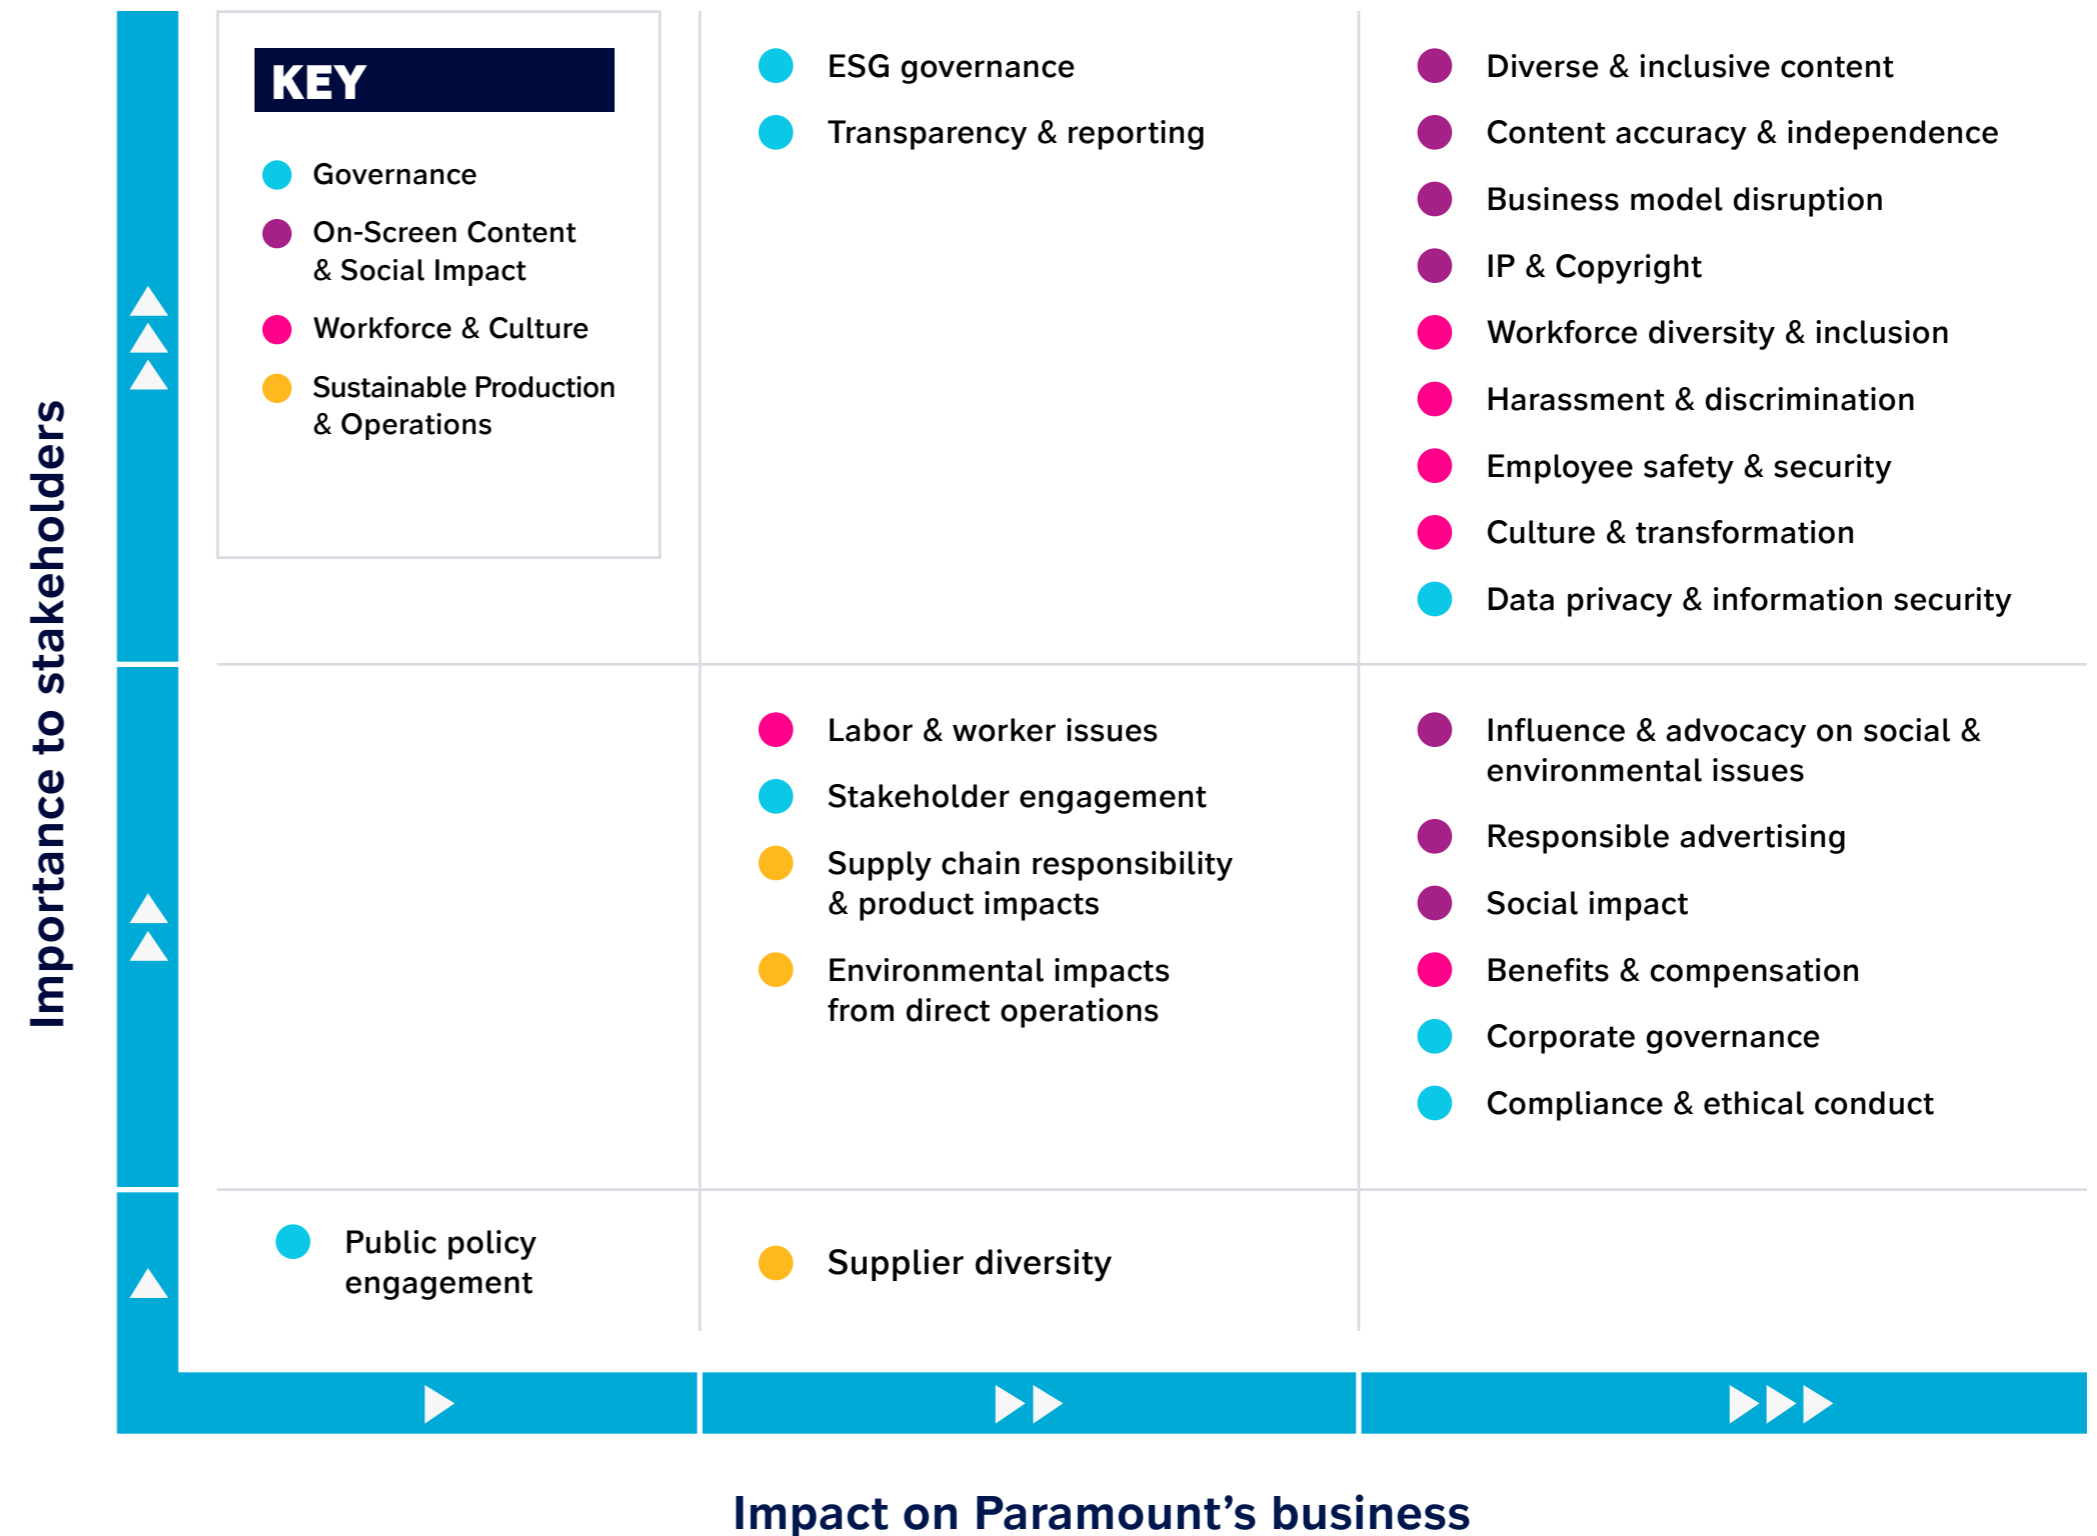 KEY
Governance
On-Screen Content
& Social Impact
Workforce & Culture
Sustainable Production
& Operations
ESG governance
Transparency & reporting
Diverse & inclusive content
Content accuracy & independence
Business model disruption
IP & Copyright
Workforce diversity & inclusion
Harassment & discrimination
Employee safety & security
Culture & transformation
Data privacy & information security
Importance to stakeholders
Labor & worker issues
Stakeholder engagement
Supply chain responsibility
& product impacts
Environmental impacts
from direct operations
Influence & advocacy on social &
environmental issues
Responsible advertising
Social impact
Benefits & compensation
Corporate governance
Compliance & ethical conduct
Public policy
engagement
Supplier diversity
Impact on Paramount’s business